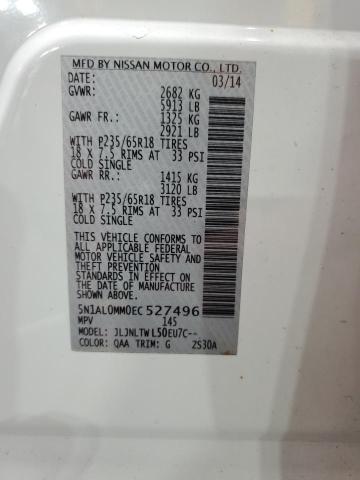 MFD BY NISSAN MOTOR CO., LTD.
DATE: 03/14
GVWR: 2682 KG
5913 LB
GAWR FR.: 1325 KG
2921 LB
WITH P235/65R18 TIRES
18 X 7.5 RIMS AT 33 PSI
COLD SINGLE
GAWR RR.: 1415 KG
3120 LB
WITH P235/65R18 TIRES
18 X 7.5 RIMS AT 33 PSI
COLD SINGLE
THIS VEHICLE CONFORMS TO
ALL APPLICABLE FEDERAL
MOTOR VEHICLE SAFETY AND
THEFT PREVENTION
STANDARDS IN EFFECT ON
THE DATE OF MANUFACTURE
SHOWN ABOVE.
5N1AL0MM0EC527496
MPV 145
MODEL: JLJNLTWL50EU7C--
COLOR: QAA TRIM: G ZS30A